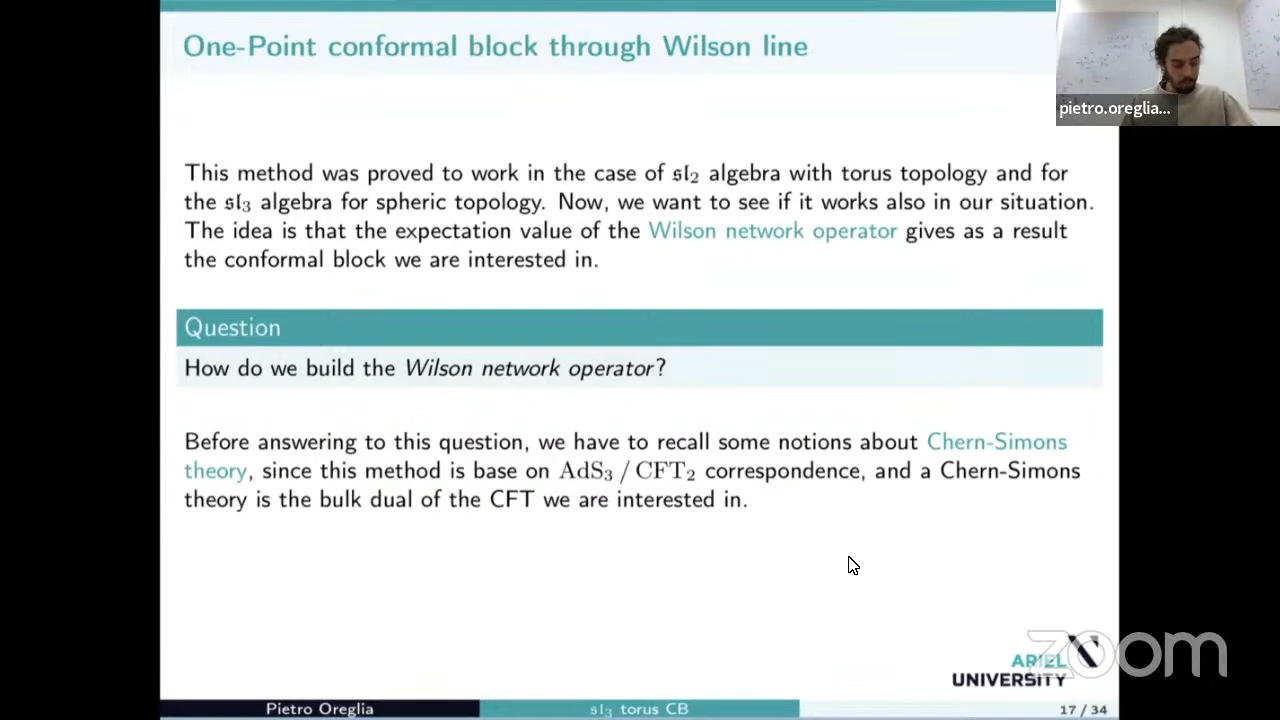 One-Point conformal block through Wilson line
pietro.oreglia...
This method was proved to work in the case of 𝔰𝔩₂ algebra with torus topology and for
the 𝔰𝔩₃ algebra for spheric topology. Now, we want to see if it works also in our situation.
The idea is that the expectation value of the Wilson network operator gives as a result
the conformal block we are interested in.
Question
How do we build the Wilson network operator?
Before answering to this question, we have to recall some notions about Chern-Simons
theory, since this method is base on AdS₃ / CFT₂ correspondence, and a Chern-Simons
theory is the bulk dual of the CFT we are interested in.
zoom
ARIEL
UNIVERSITY
Pietro Oreglia
𝔰𝔩₃ torus CB
17 / 34